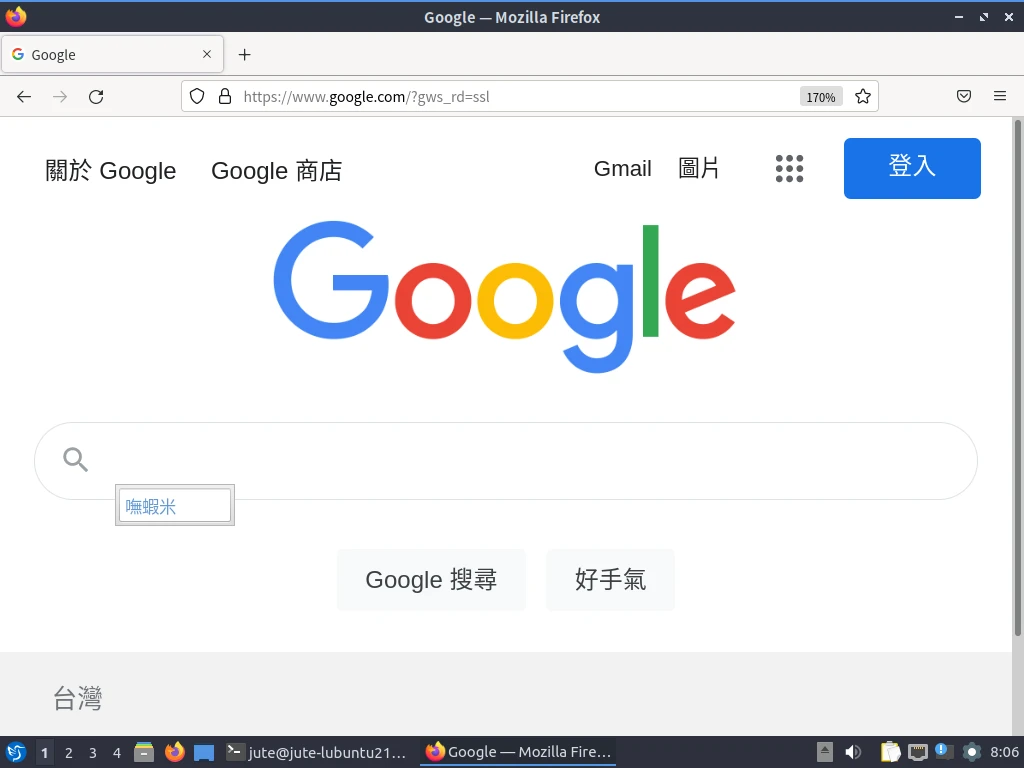 Google — Mozilla Firefox
Google
https://www.google.com/?gws_rd=ssl
170%
關於 Google
Google 商店
Gmail
圖片
登入
Google
嘸蝦米
Google 搜尋
好手氣
台灣
1
2
3
4
jute@jute-lubuntu21...
Google — Mozilla Fire...
8:06